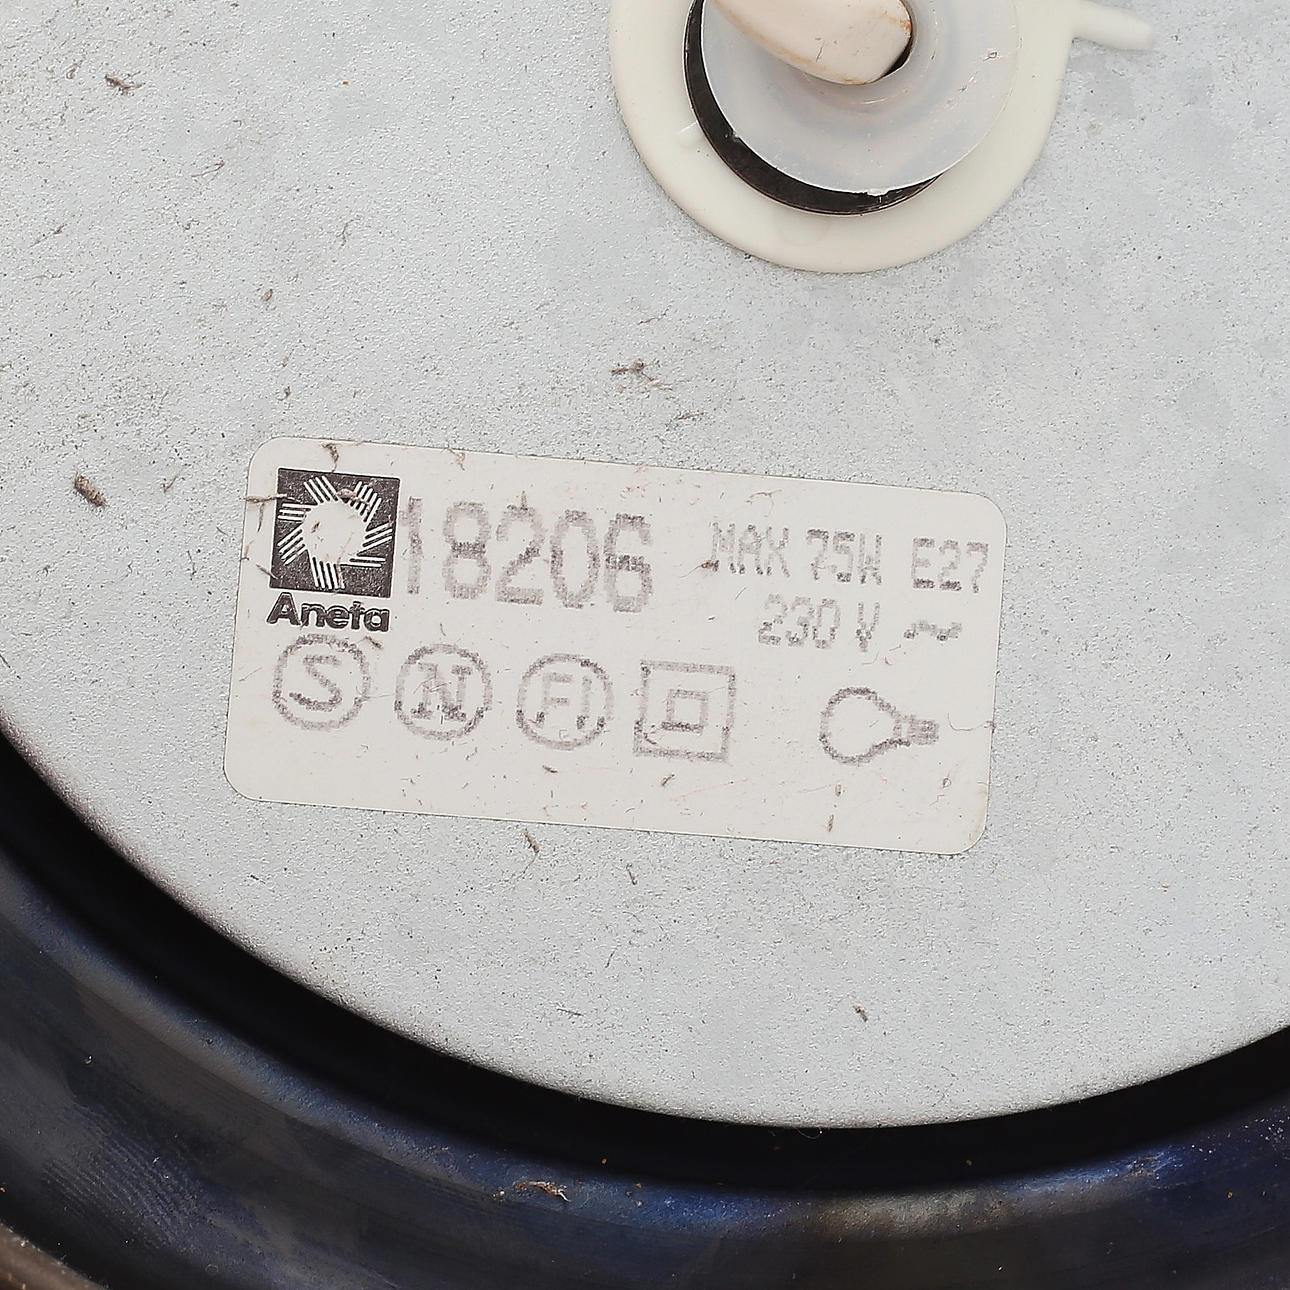 18206 MAX 75W E27
230 V ~
Aneta
S N FI